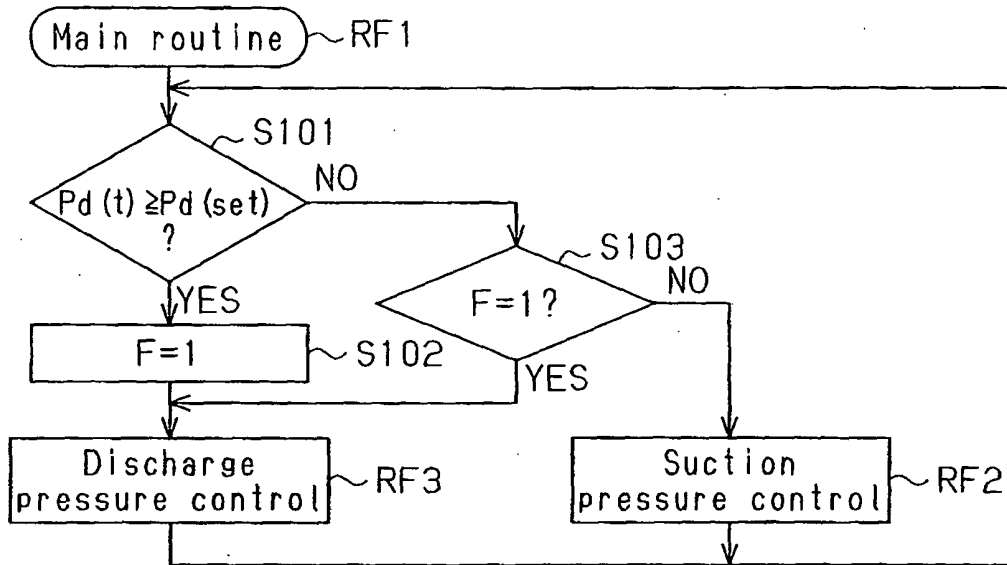 Main routine
RF1
S101
Pd(t)≧Pd(set)
?
NO
YES
S103
F=1?
NO
YES
F=1
S102
Discharge
pressure control
RF3
Suction
pressure control
RF2